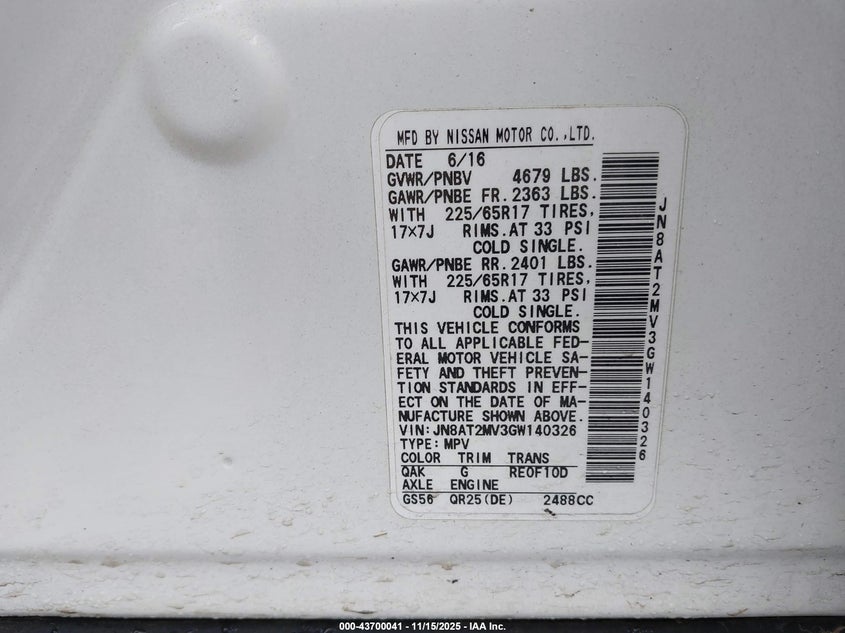 MFD BY NISSAN MOTOR CO.,LTD.
DATE 6/16
GVWR/PNBV 4679 LBS.
GAWR/PNBE FR. 2363 LBS.
WITH 225/65R17 TIRES,
17×7J RIMS.AT 33 PSI
COLD SINGLE.
GAWR/PNBE RR. 2401 LBS.
WITH 225/65R17 TIRES,
17×7J RIMS.AT 33 PSI
COLD SINGLE.
THIS VEHICLE CONFORMS
TO ALL APPLICABLE FED-
ERAL MOTOR VEHICLE SA-
FETY AND THEFT PREVEN-
TION STANDARDS IN EFF-
ECT ON THE DATE OF MA-
NUFACTURE SHOWN ABOVE.
VIN:JN8AT2MV3GW140326
TYPE:MPV
COLOR TRIM TRANS
QAK G RE0F10D
AXLE ENGINE
GS56 QR25(DE) 2488CC
JN8AT2MV3GW140326
000-43700041 - 11/15/2025 - IAA Inc.